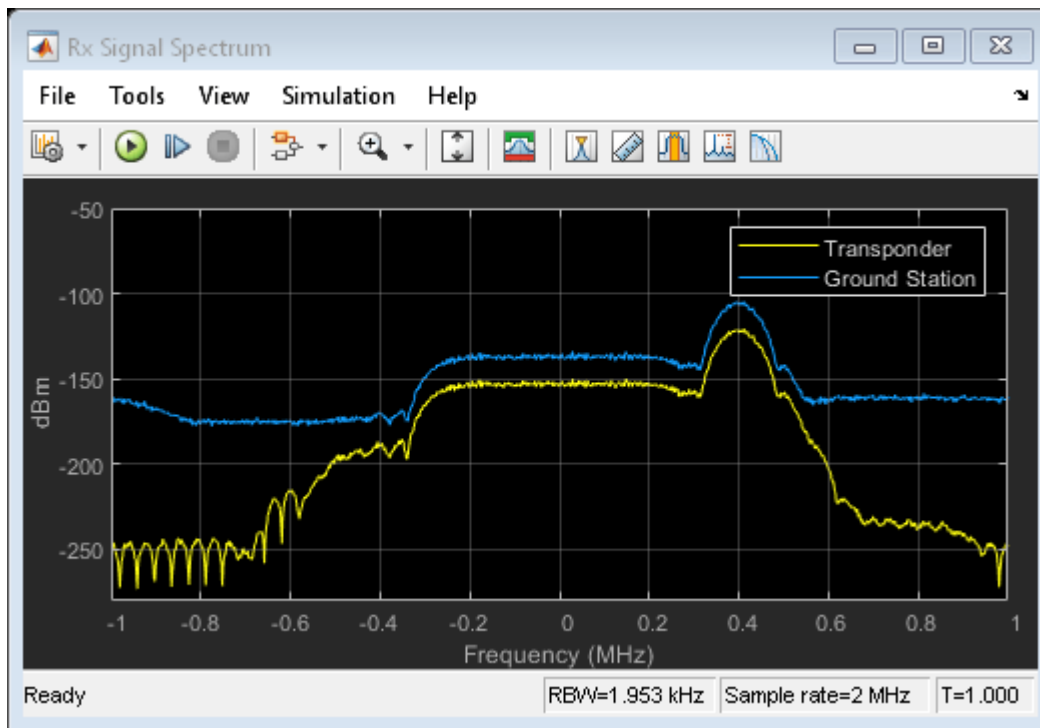 Rx Signal Spectrum
File Tools View Simulation Help
-50
-100
-150
-200
-250
dBm
Transponder
Ground Station
-1 -0.8 -0.6 -0.4 -0.2 0 0.2 0.4 0.6 0.8 1
Frequency (MHz)
Ready RBW=1.953 kHz Sample rate=2 MHz T=1.000